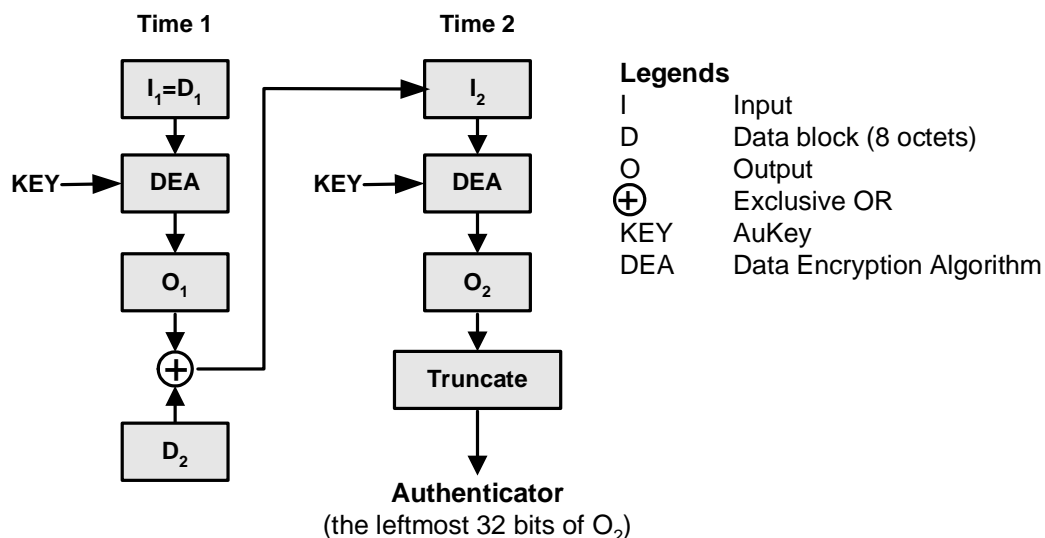 Time 1
Time 2
I₁=D₁
I₂
KEY
DEA
KEY
DEA
O₁
O₂
Truncate
D₂
Authenticator
(the leftmost 32 bits of O₂)
Legends
I Input
D Data block (8 octets)
O Output
⊕ Exclusive OR
KEY AuKey
DEA Data Encryption Algorithm